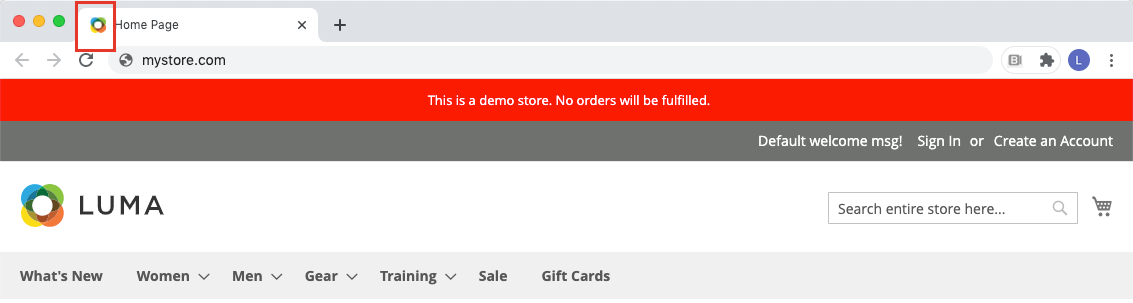 Home Page
mystore.com
L
This is a demo store. No orders will be fulfilled.
Default welcome msg! Sign In or Create an Account
LUMA
Search entire store here...
What's New Women Men Gear Training Sale Gift Cards